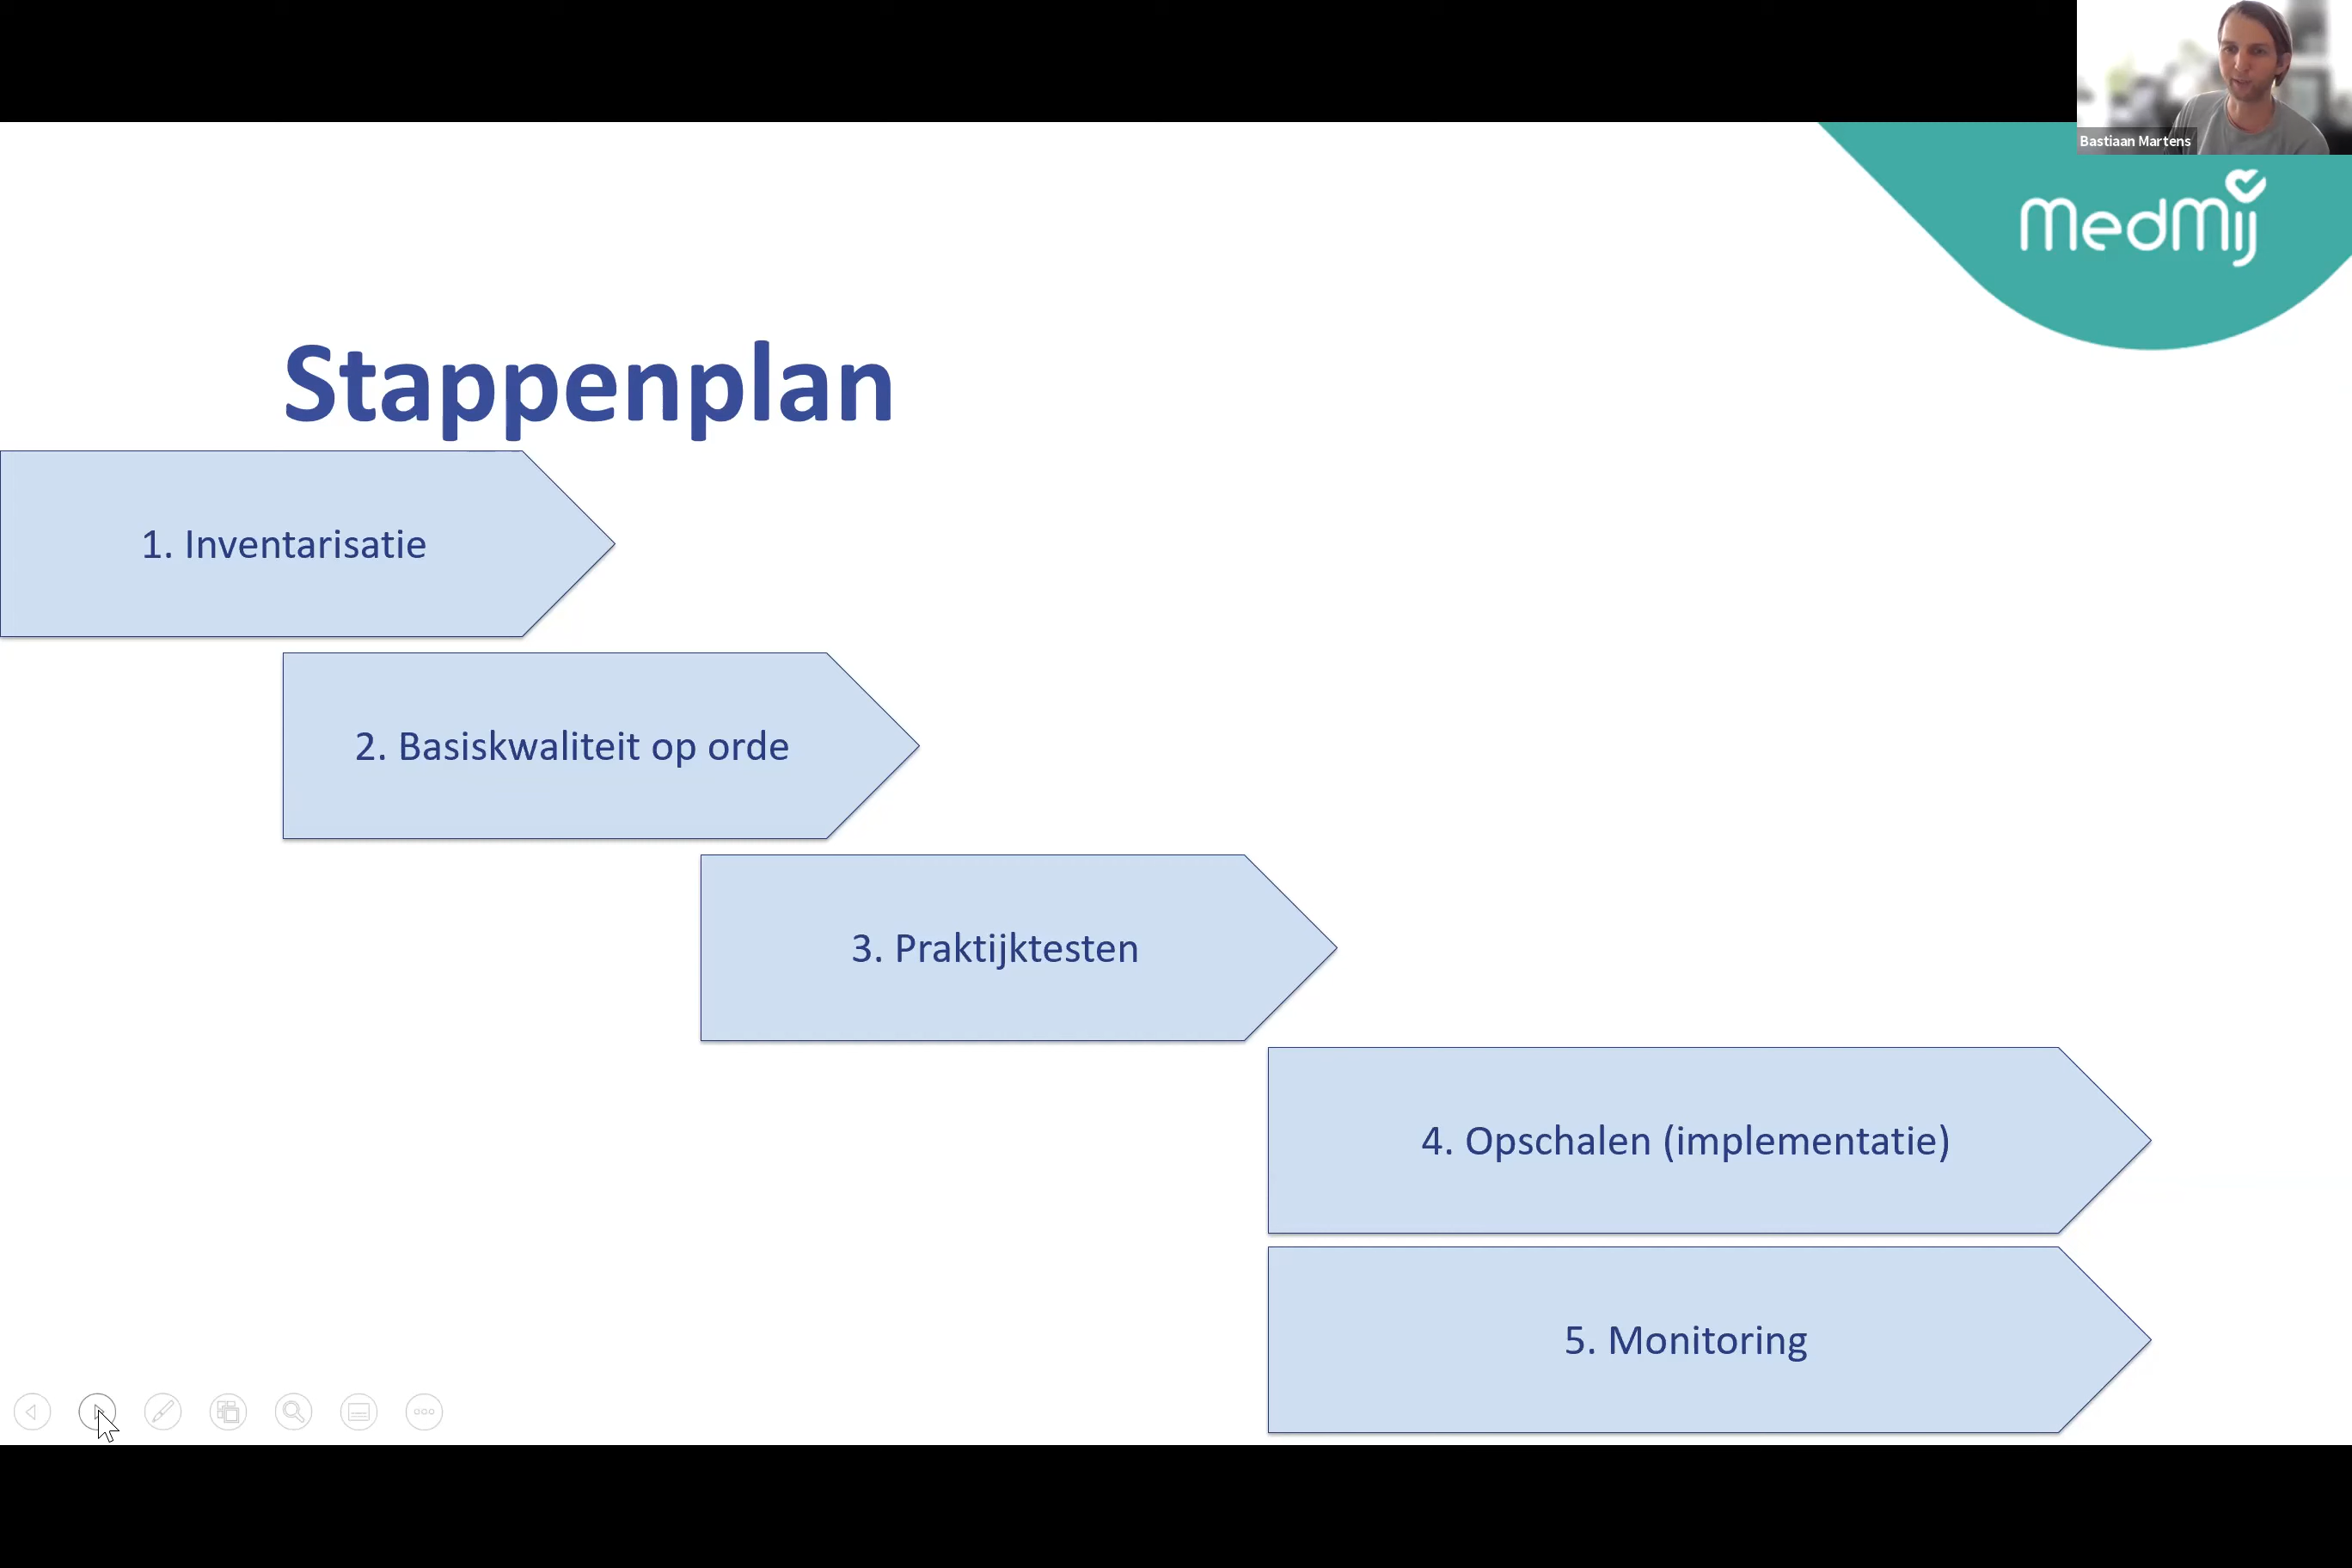 Bastiaan Martens
MedMij
Stappenplan
1. Inventarisatie
2. Basiskwaliteit op orde
3. Praktijktesten
4. Opschalen (implementatie)
5. Monitoring